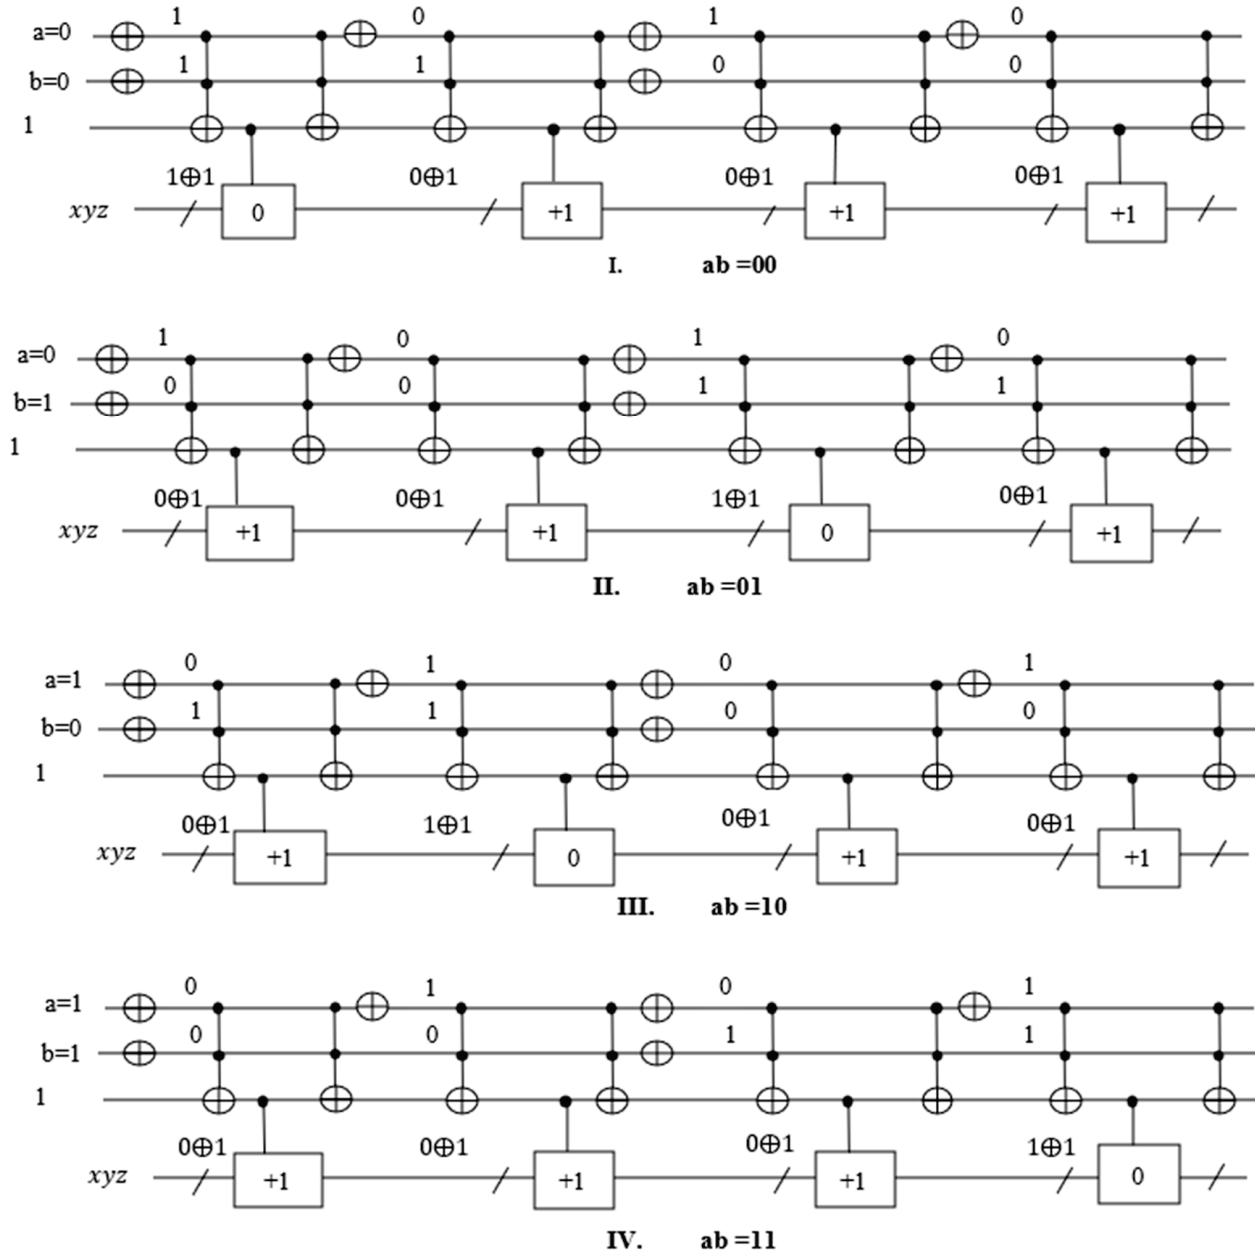 1 0 1 0
a=0
1 1 0 0
b=0
1
1⊕1 0⊕1 0⊕1 0⊕1
xyz 0 +1 +1 +1
I. ab =00
1 0 1 0
a=0
0 0 1 1
b=1
1
0⊕1 0⊕1 1⊕1 0⊕1
xyz +1 +1 0 +1
II. ab =01
0 1 0 1
a=1
1 1 0 0
b=0
1
0⊕1 1⊕1 0⊕1 0⊕1
xyz +1 0 +1 +1
III. ab =10
0 1 0 1
a=1
0 0 1 1
b=1
1
0⊕1 0⊕1 0⊕1 1⊕1
xyz +1 +1 +1 0
IV. ab =11